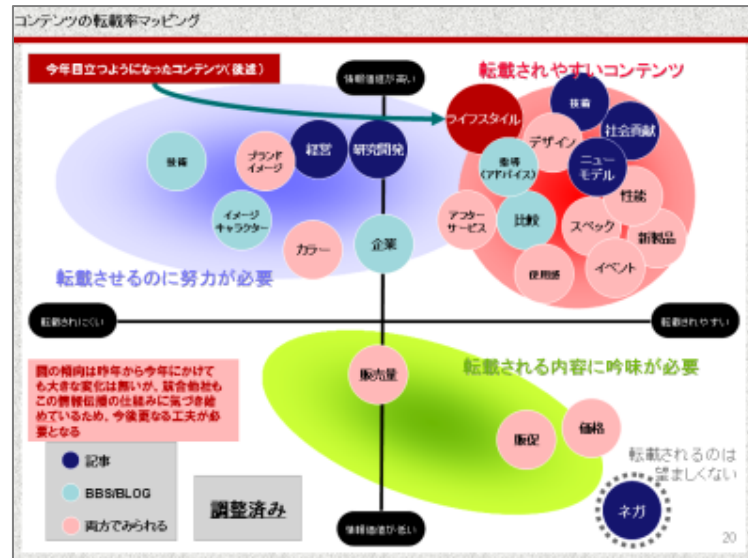 コンテンツの転載率マッピング
今年目立つようになったコンテンツ(後述)
情報価値が高い
転載されやすいコンテンツ
ライフスタイル
技術
社会貢献
デザイン
指導
(アドバイス)
ニュー
モデル
性能
アフター
サービス
比較
スペック
新製品
使用感
イベント
技術
ブランド
イメージ
経営
研究開発
イメージ
キャラクター
カラー
企業
転載させるのに努力が必要
転載されにくい
転載されやすい
転載される内容に吟味が必要
販売量
販促
価格
転載されるのは
望ましくない
ネガ
図の傾向は昨年から今年にかけて
も大きな変化は無いが、競合他社も
この情報伝播の仕組みに気づき始
めているため、今後更なる工夫が必
要となる
記事
BBS/BLOG
両方でみられる
調整済み
情報価値が低い
20